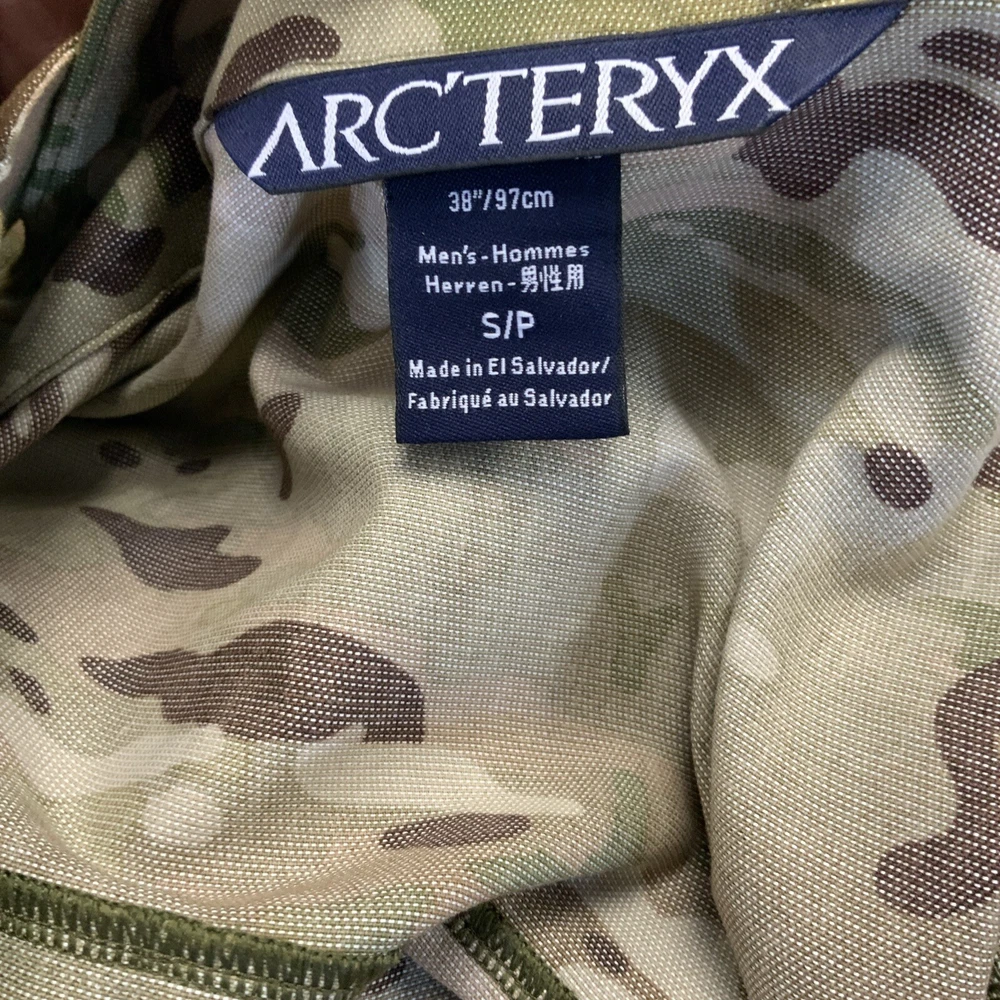 ARC'TERYX
38"/97cm
Men's-Hommes
Herren-男性用
S/P
Made in El Salvador/
Fabriqué au Salvador